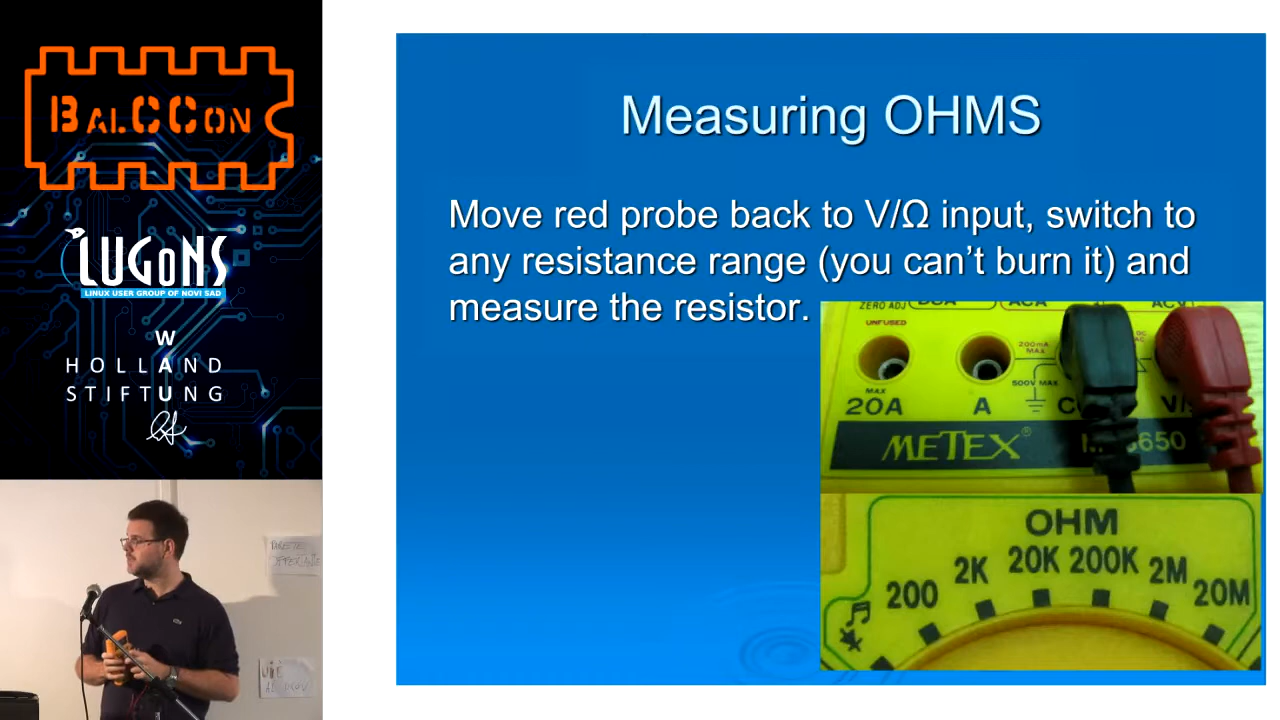 BALCCON
LUGONS
LINUX USER GROUP OF NOVI SAD
W
HOLLAND
U
STIFTUNG
Measuring OHMS
Move red probe back to V/Ω input, switch to
any resistance range (you can't burn it) and
measure the resistor.
ZERO ADJ
UNFUSED
200mA
MAX
500V MAX
MAX
20A A
METEX
OHM
200 2K 20K 200K 2M 20M